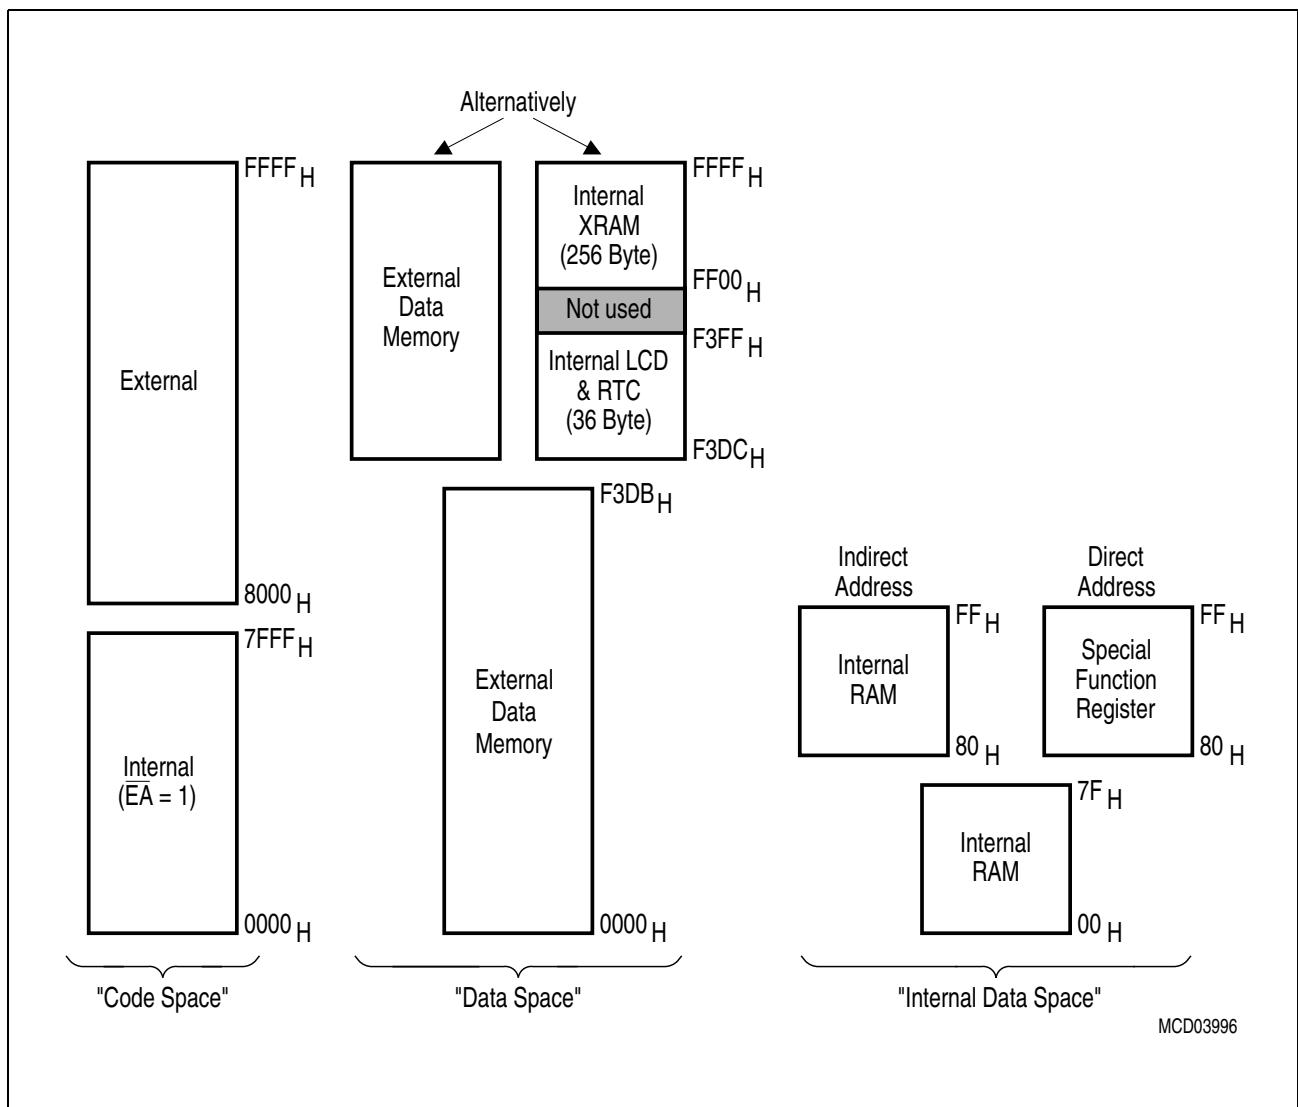 Alternatively
FFFF H
External
8000 H
7FFF H
Internal
(EA = 1)
0000 H
"Code Space"
External
Data
Memory
FFFF H
Internal
XRAM
(256 Byte)
FF00 H
Not used
F3FF H
Internal LCD
& RTC
(36 Byte)
F3DC H
F3DB H
External
Data
Memory
0000 H
"Data Space"
Indirect
Address
FF H
Internal
RAM
80 H
Direct
Address
FF H
Special
Function
Register
80 H
7F H
Internal
RAM
00 H
"Internal Data Space"
MCD03996